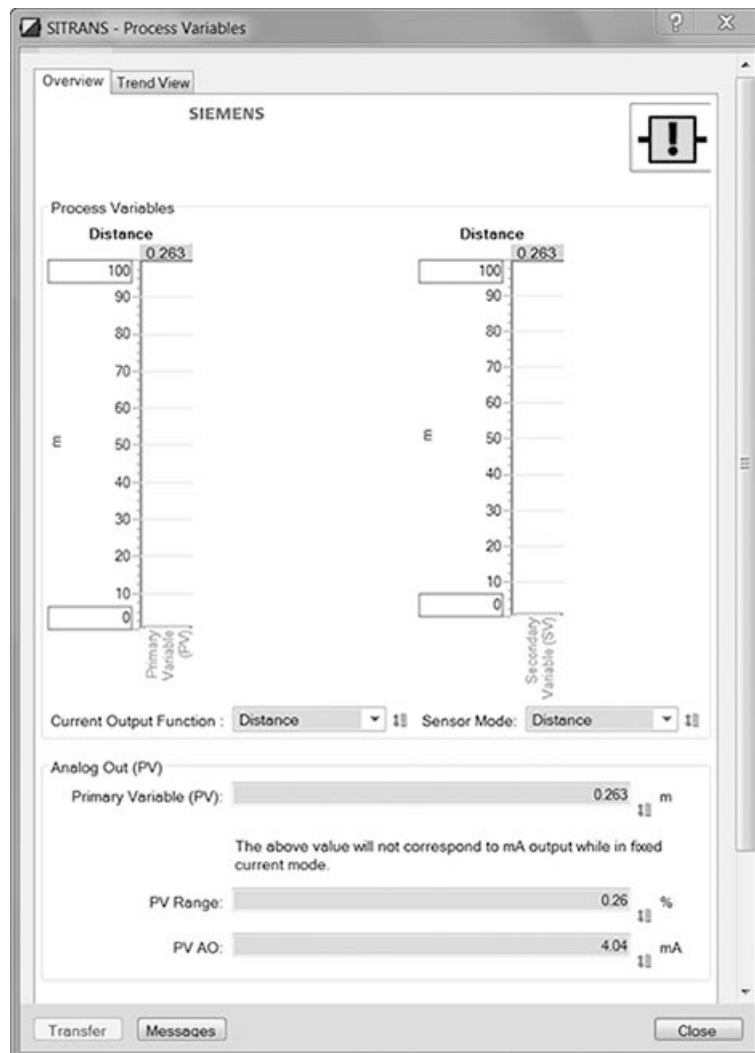 SITRANS - Process Variables
?
X
Overview Trend View
SIEMENS
!
Process Variables
Distance Distance
0.263 0.263
100 100
90 90
80 80
70 70
60 60
m 50 m 50
40 40
30 30
20 20
10 10
0 0
Primary
Variable
(PV)
Secondary
Variable (SV)
Current Output Function : Distance Sensor Mode: Distance
Analog Out (PV)
Primary Variable (PV): 0.263 m
The above value will not correspond to mA output while in fixed
current mode.
PV Range: 0.26 %
PV AO: 4.04 mA
Transfer Messages Close